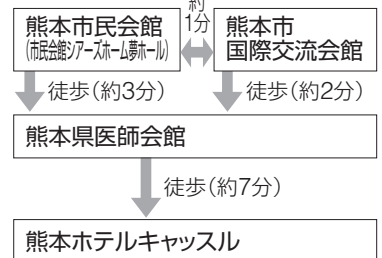 約
1分
熊本市民会館
(市民会館シアーズホーム夢ホール)
熊本市
国際交流会館
徒歩(約3分)
徒歩(約2分)
熊本県医師会館
徒歩(約7分)
熊本ホテルキャッスル